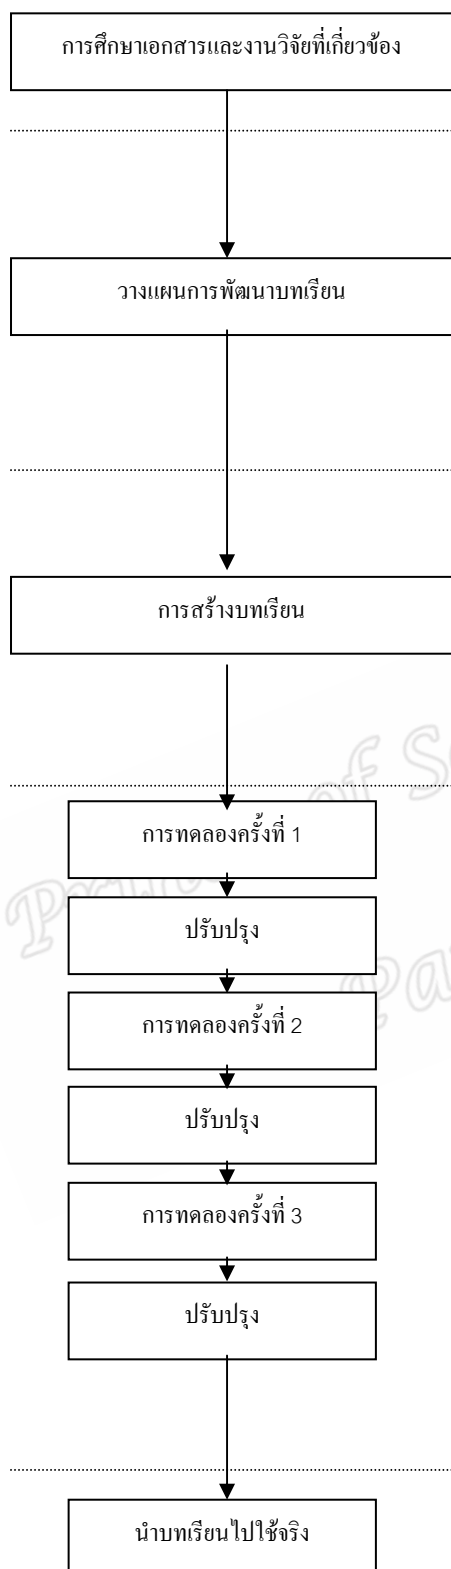 การศึกษาเอกสารและงานวิจัยที่เกี่ยวข้อง
วางแผนการพัฒนาบทเรียน
การสร้างบทเรียน
การทดลองครั้งที่ 1
ปรับปรุง
การทดลองครั้งที่ 2
ปรับปรุง
การทดลองครั้งที่ 3
ปรับปรุง
นำบทเรียนไปใช้จริง